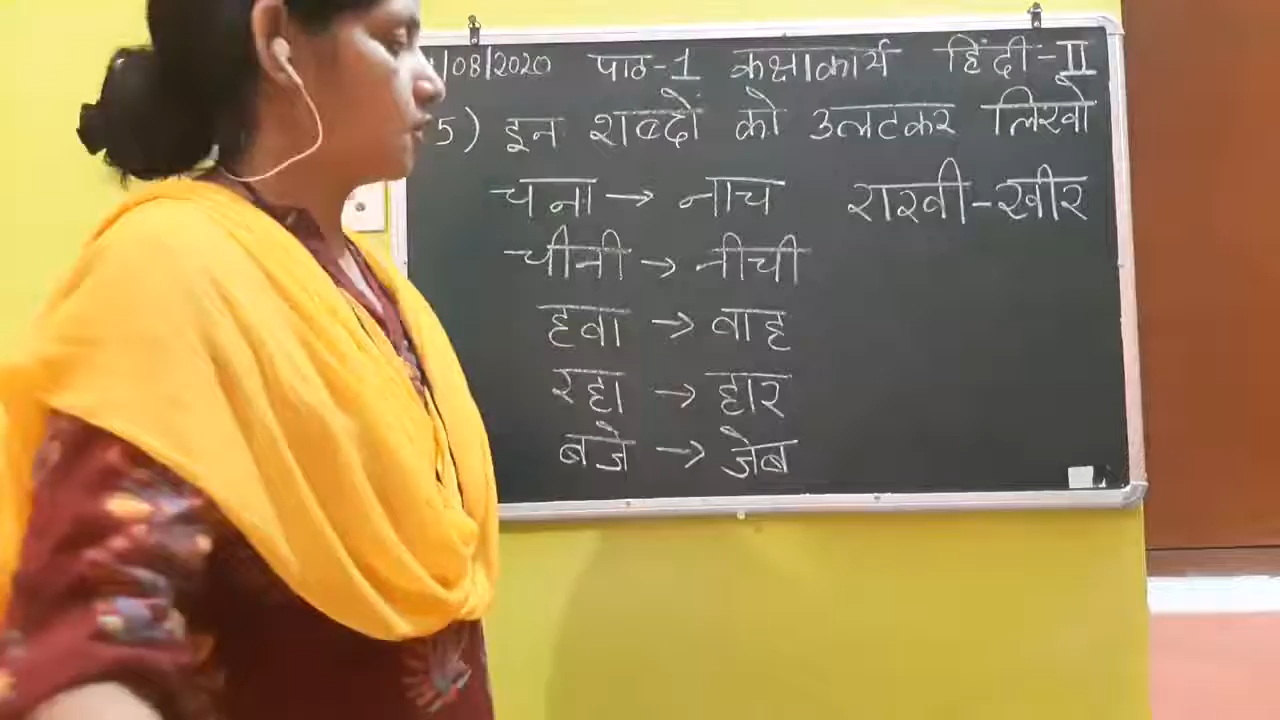 /08/2020 पाठ-1 कक्षाकार्य हिंदी-II
5) इन शब्दों को उलटकर लिखो
चना → नाच राखी-खीर
चीनी → नीची
हवा → वाह
रहा → हार
बजे → जेब